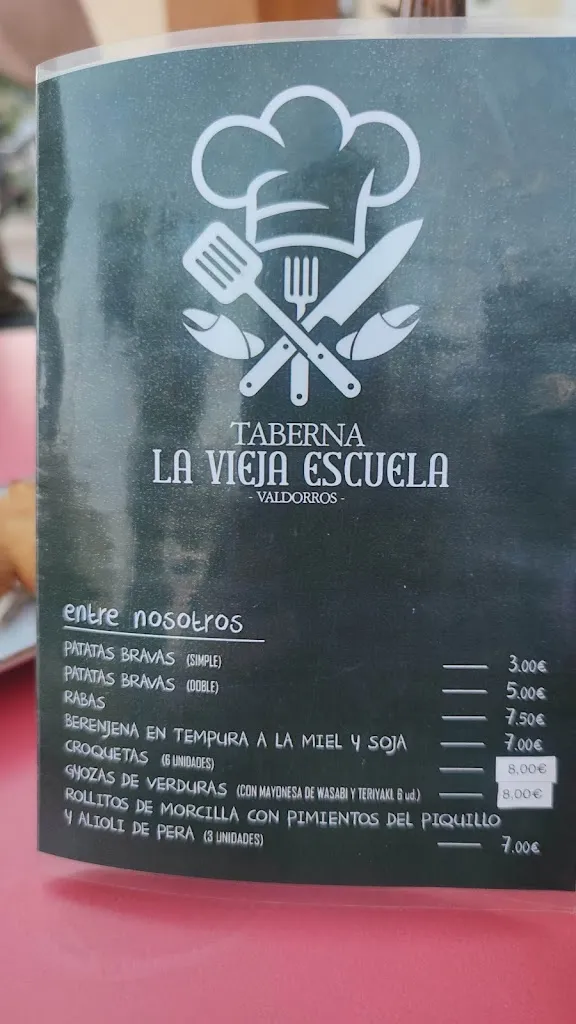 TABERNA
LA VIEJA ESCUELA
- VALDORROS -
entre nosotros
PATATAS BRAVAS (SIMPLE) 3.00€
PATATAS BRAVAS (DOBLE) 5.00€
RABAS 7.50€
BERENJENA EN TEMPURA A LA MIEL Y SOJA 7.00€
CROQUETAS (6 UNIDADES) 8,00€
GYOZAS DE VERDURAS (CON MAYONESA DE WASABI Y TERIYAKI. 6 ud.) 8,00€
ROLLITOS DE MORCILLA CON PIMIENTOS DEL PIQUILLO
Y ALIOLI DE PERA (3 UNIDADES) 7.00€